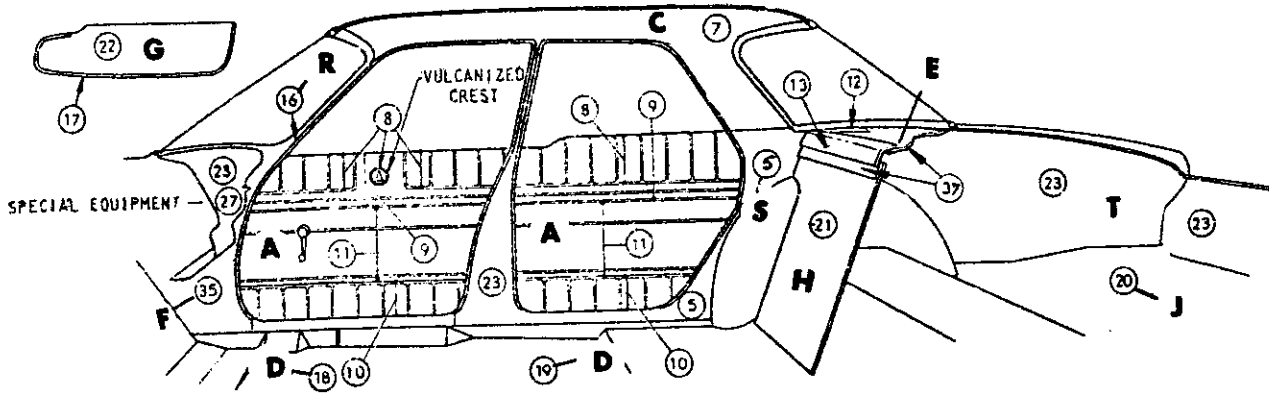 C
7
22
G
R
E
17
16
VULCANIZED
CREST
8
9
13
12
8
23
5
37
23
SPECIAL EQUIPMENT
27
S
T
23
A
A
21
11
9
11
35
23
H
20
F
5
J
D
18
10
19
D
10